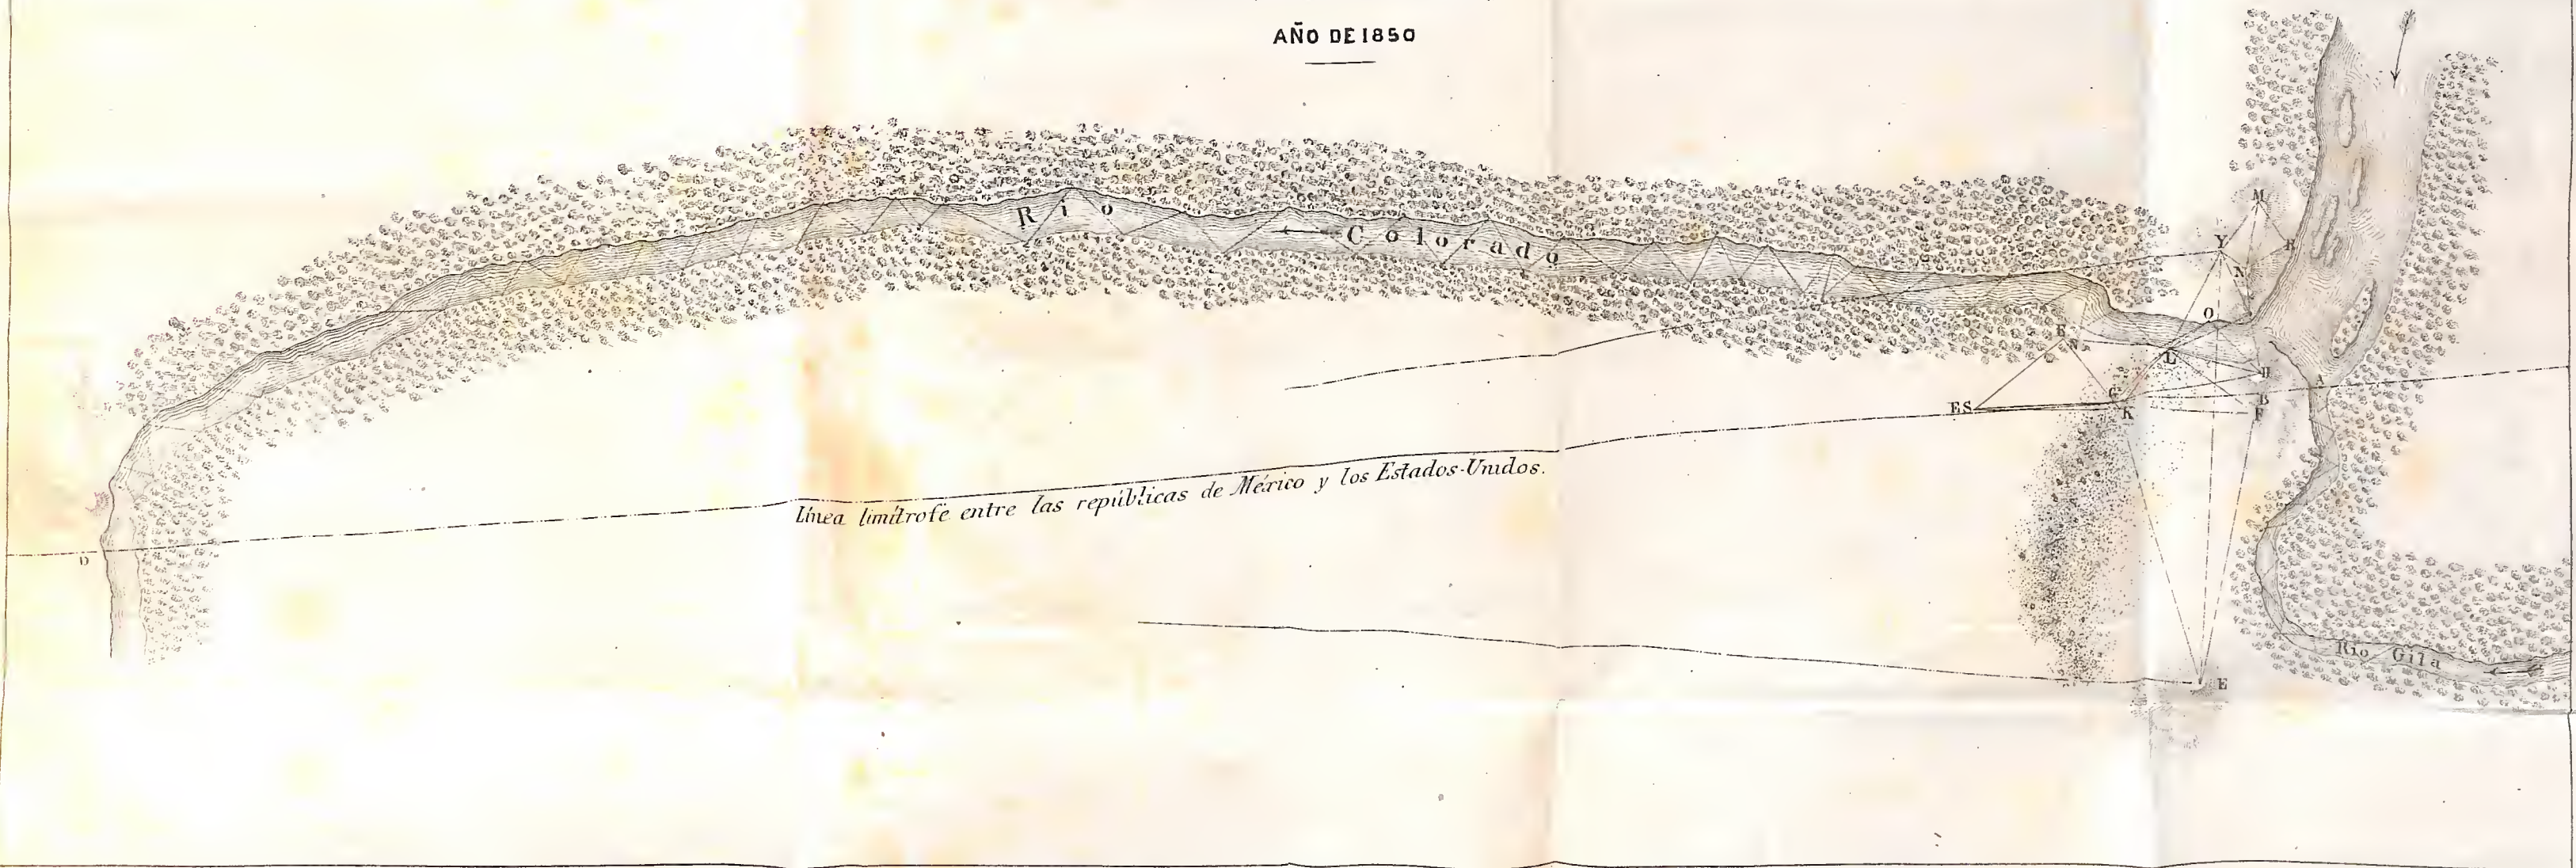 AÑO DE 1850
Rio Colorado
M
Y
R
N
O
E
N
L
H
A
ES
G
B
K
F
Línea limítrofe entre las repúblicas de México y los Estados-Unidos.
D
Rio Gila
E